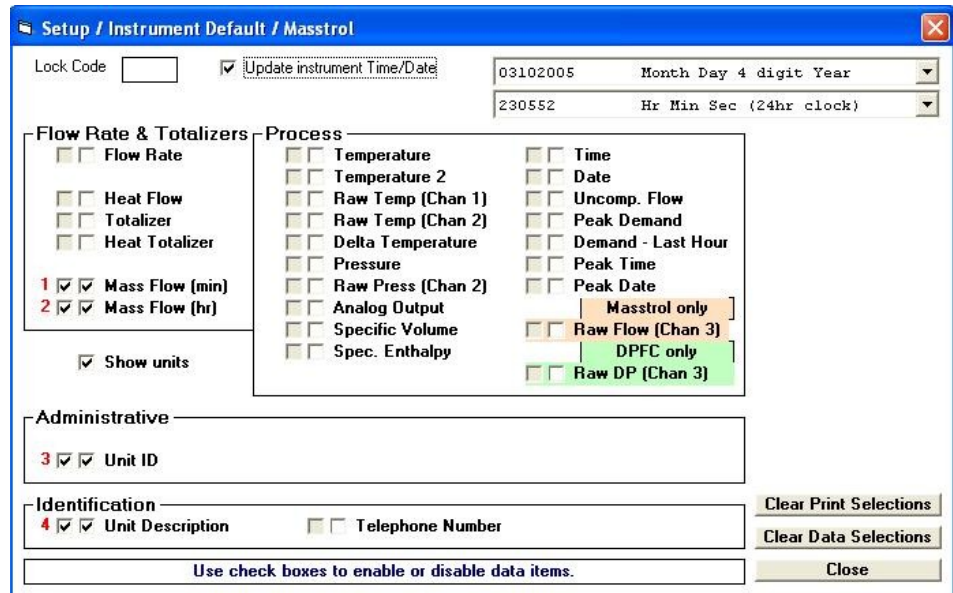 Setup / Instrument Default / Masstrol
Lock Code
Update instrument Time/Date
03102005 Month Day 4 digit Year
230552 Hr Min Sec (24hr clock)
Flow Rate & Totalizers
Flow Rate
Heat Flow
Totalizer
Heat Totalizer
1 Mass Flow (min)
2 Mass Flow (hr)
Show units
Process
Temperature
Temperature 2
Raw Temp (Chan 1)
Raw Temp (Chan 2)
Delta Temperature
Pressure
Raw Press (Chan 2)
Analog Output
Specific Volume
Spec. Enthalpy
Time
Date
Uncomp. Flow
Peak Demand
Demand - Last Hour
Peak Time
Peak Date
Masstrol only
Raw Flow (Chan 3)
DPFC only
Raw DP (Chan 3)
Administrative
3 Unit ID
Identification
4 Unit Description
Telephone Number
Use check boxes to enable or disable data items.
Clear Print Selections
Clear Data Selections
Close